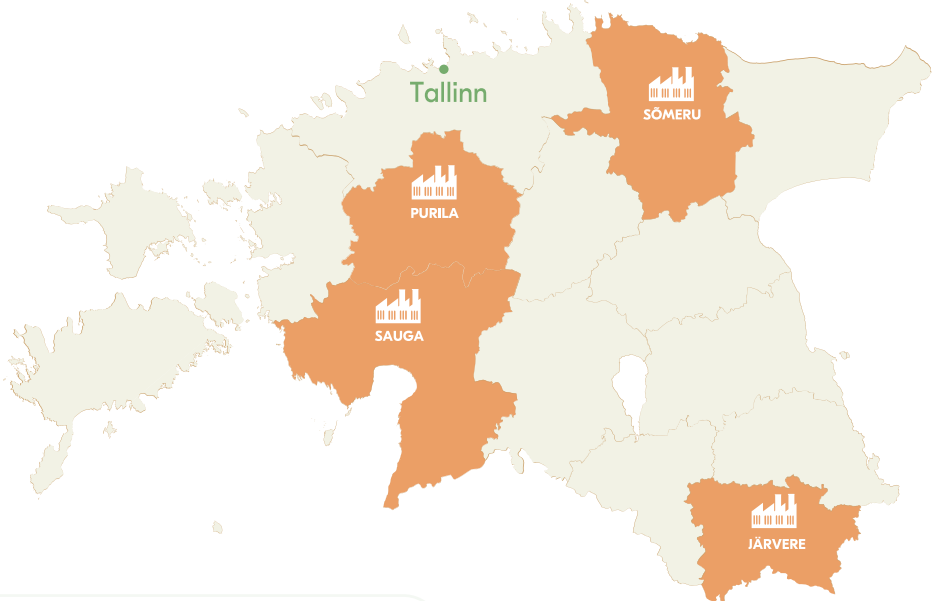 Tallinn
SÕMERU
PURILA
SAUGA
JÄRVERE